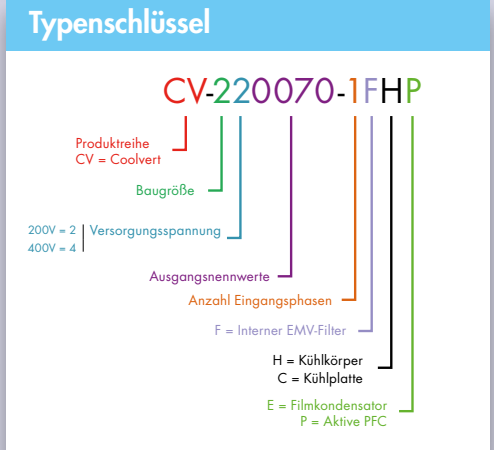 Typenschlüssel
CV-220070-1FHP
Produktreihe
CV = Coolvert
Baugröße
200V = 2
400V = 4
Versorgungsspannung
Ausgangsnennwerte
Anzahl Eingangsphasen
F = Interner EMV-Filter
H = Kühlkörper
C = Kühlplatte
E = Filmkondensator
P = Aktive PFC